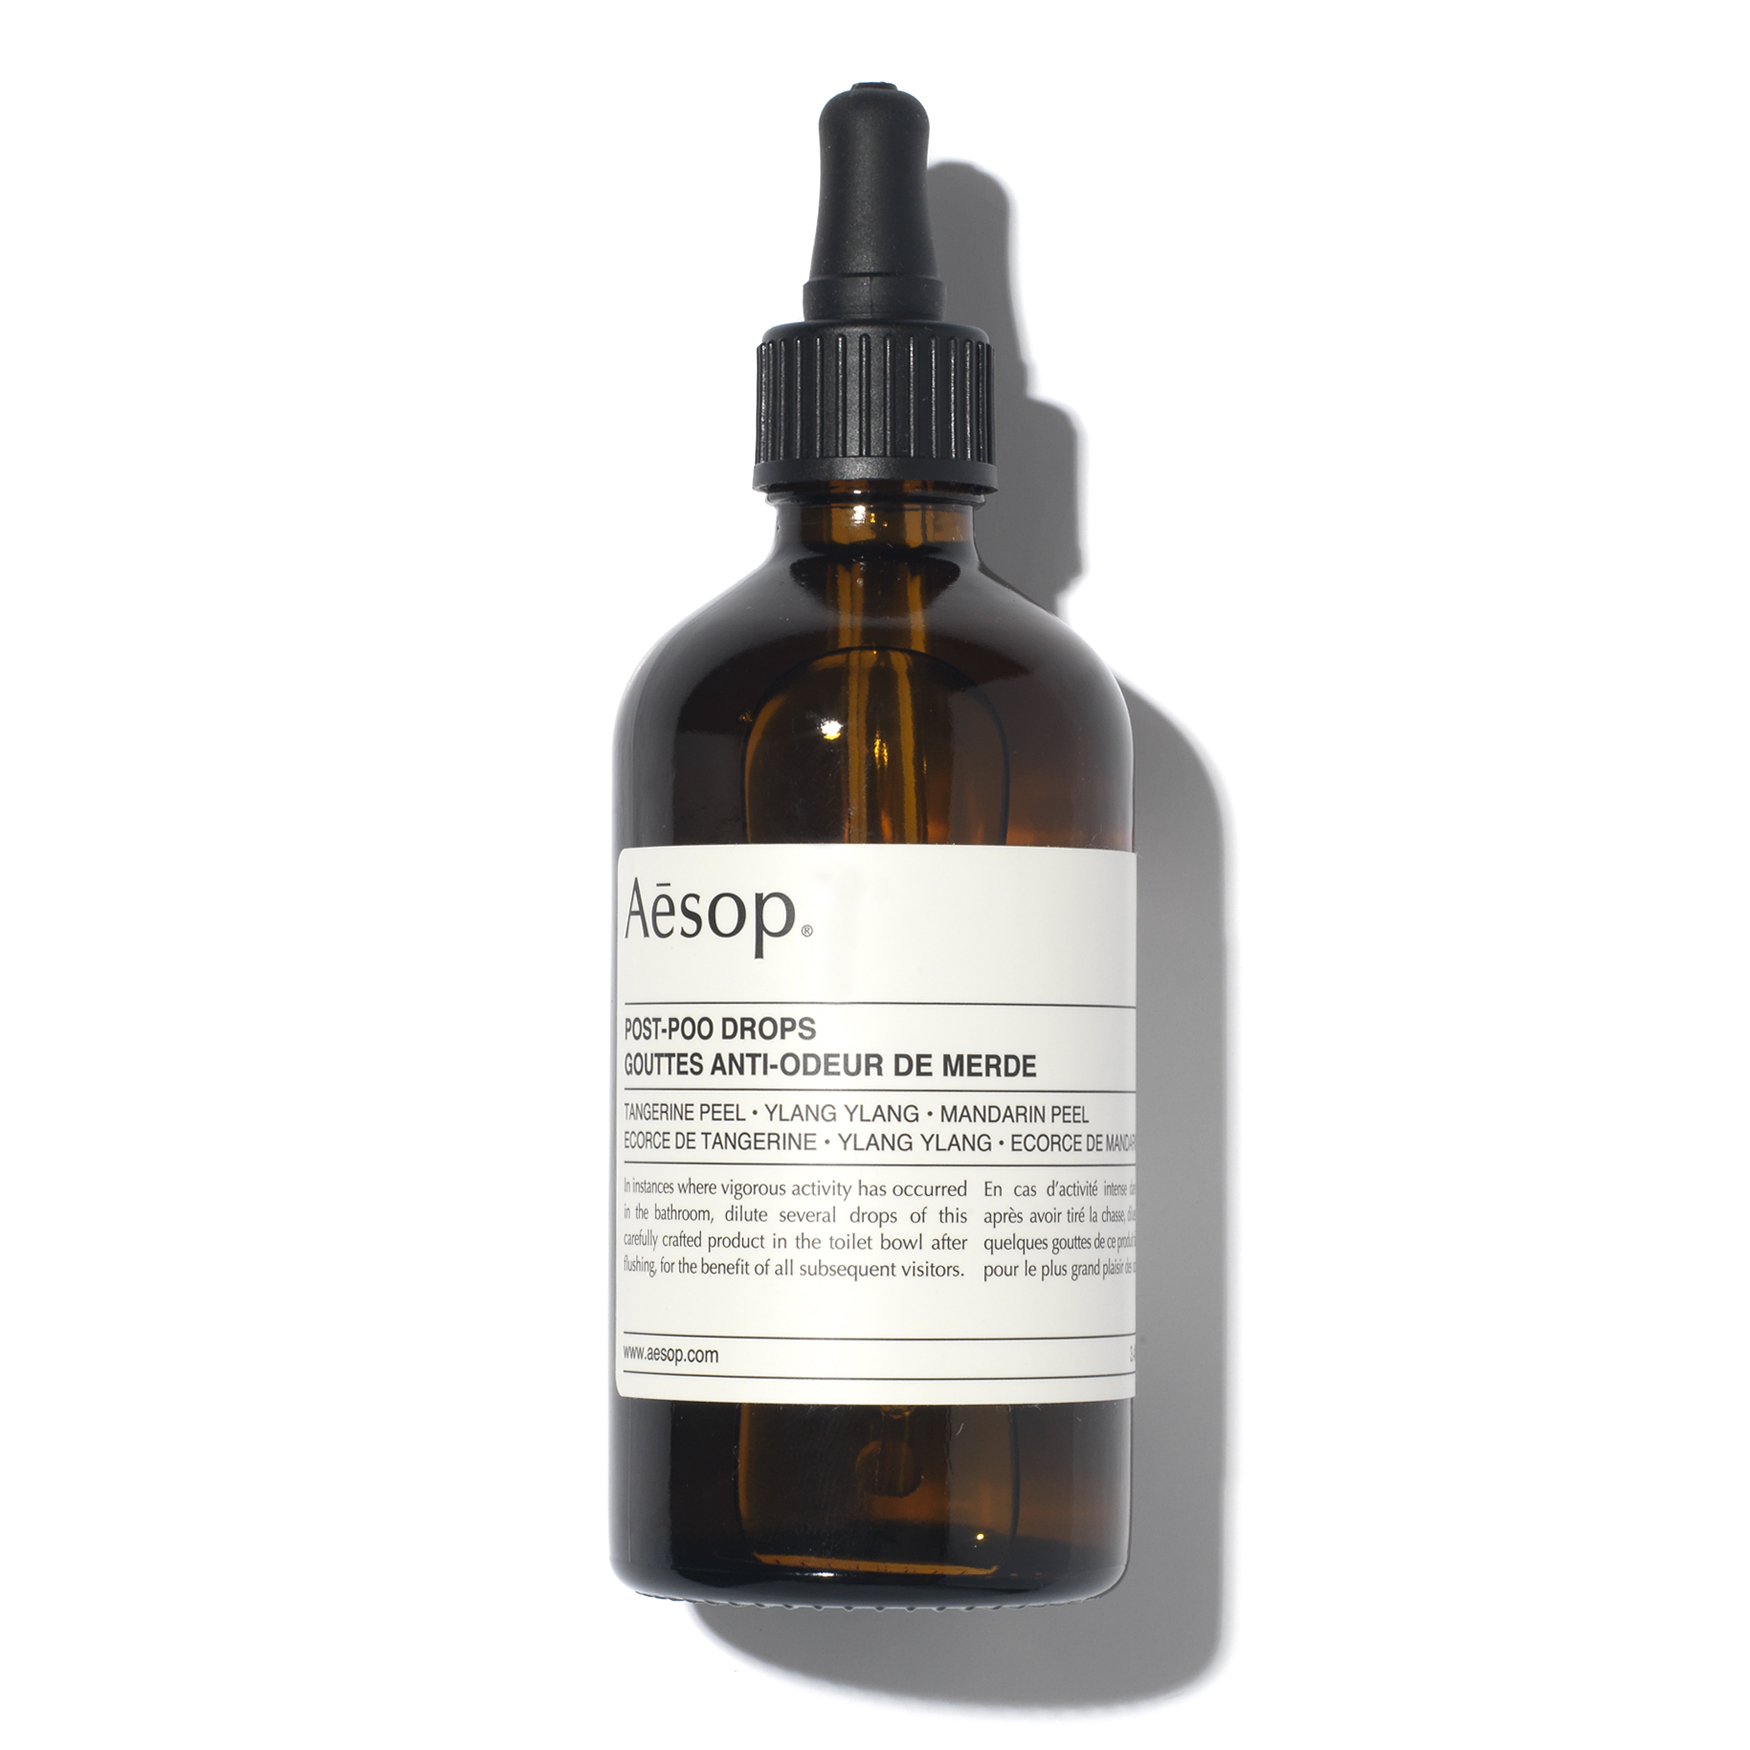 Aēsop®
POST-POO DROPS
GOUTTES ANTI-ODEUR DE MERDE
TANGERINE PEEL • YLANG YLANG • MANDARIN PEEL
ECORCE DE TANGERINE • YLANG YLANG • ECORCE DE
In instances where vigorous activity has occurred
in the bathroom, dilute several drops of this
carefully crafted product in the toilet bowl after
flushing, for the benefit of all subsequent visitors.
En cas d'activité intense
après avoir tiré la chasse,
quelques gouttes de ce produit
pour le plus grand plaisir des
www.aesop.com